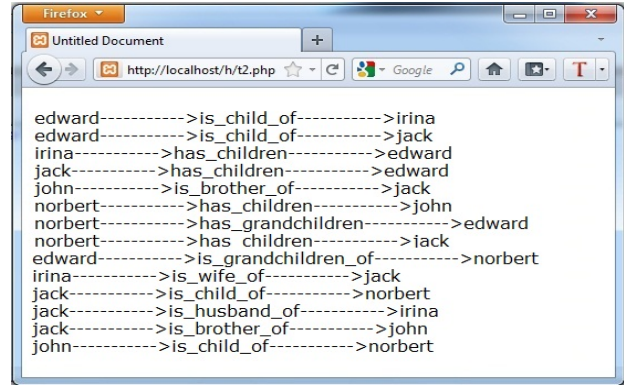 Firefox
Untitled Document
http://localhost/h/t2.php
Google
T
edward----------->is_child_of----------->irina
edward----------->is_child_of----------->jack
irina----------->has_children----------->edward
jack----------->has_children----------->edward
john----------->is_brother_of----------->jack
norbert----------->has_children----------->john
norbert----------->has_grandchildren----------->edward
norbert----------->has children----------->jack
edward----------->is_grandchildren_of----------->norbert
irina----------->is_wife_of----------->jack
jack----------->is_child_of----------->norbert
jack----------->is_husband_of----------->irina
jack----------->is_brother_of----------->john
john----------->is_child_of----------->norbert